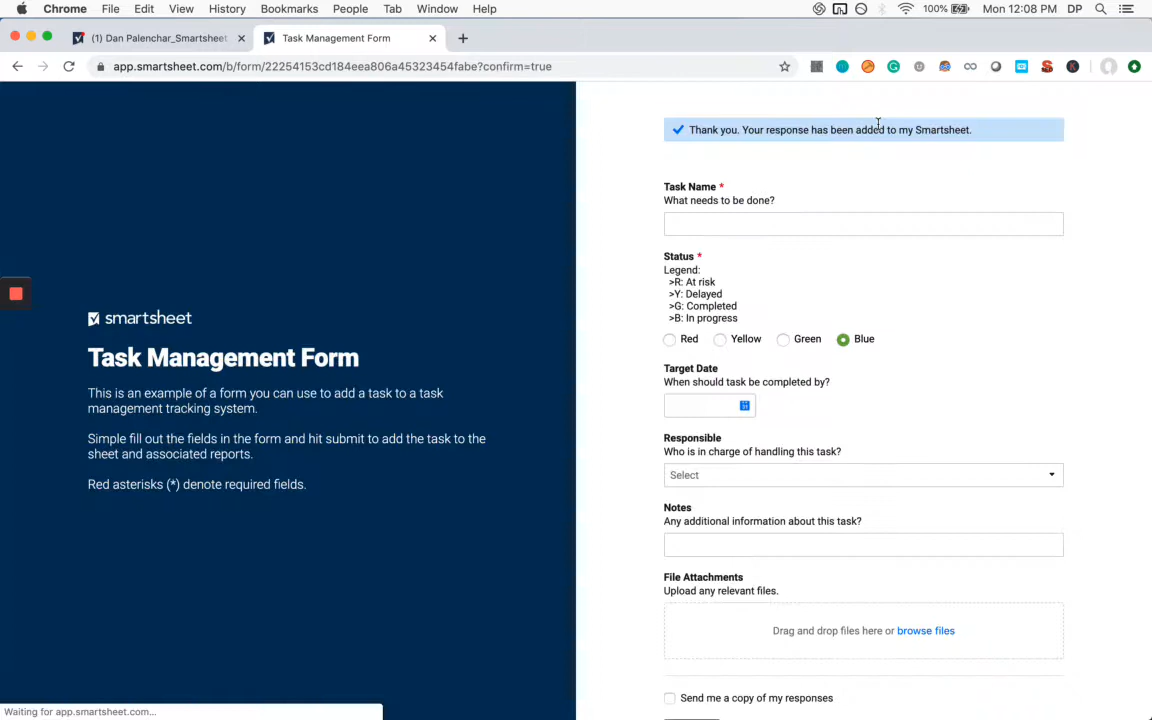 Chrome File Edit View History Bookmarks People Tab Window Help 100% Mon 12:08 PM DP
(1) Dan Palenchar_Smartsheet
Task Management Form
app.smartsheet.com/b/form/22254153cd184eea806a45323454fabe?confirm=true
smartsheet
Task Management Form
This is an example of a form you can use to add a task to a task
management tracking system.
Simple fill out the fields in the form and hit submit to add the task to the
sheet and associated reports.
Red asterisks (*) denote required fields.
Thank you. Your response has been added to my Smartsheet.
Task Name *
What needs to be done?
Status *
Legend:
>R: At risk
>Y: Delayed
>G: Completed
>B: In progress
Red Yellow Green Blue
Target Date
When should task be completed by?
Responsible
Who is in charge of handling this task?
Select
Notes
Any additional information about this task?
File Attachments
Upload any relevant files.
Drag and drop files here or browse files
Send me a copy of my responses
Waiting for app.smartsheet.com...